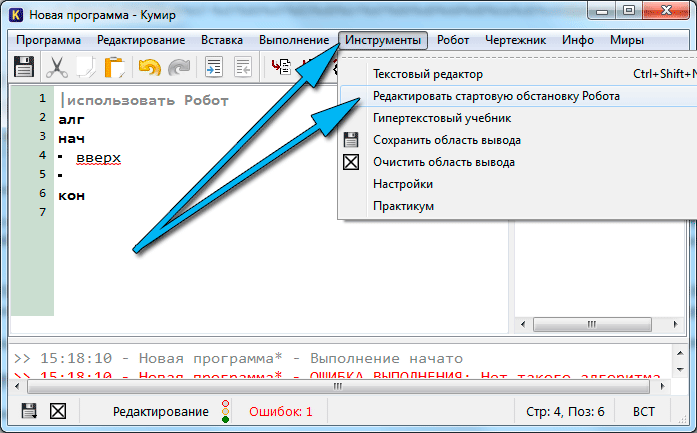 Новая программа - Кумир
Программа Редактирование Вставка Выполнение Инструменты Робот Чертежник Инфо Миры
Текстовый редактор Ctrl+Shift+N
Редактировать стартовую обстановку Робота
Гипертекстовый учебник
Сохранить область вывода
Очистить область вывода
Настройки
Практикум
1 |использовать Робот
2 алг
3 нач
4 вверх
5
6 кон
7
>> 15:18:10 - Новая программа* - Выполнение начато
>> 15:18:10 - Новая программа* - ОШИБКА ВЫПОЛНЕНИЯ: Нет такого алгоритма
Редактирование Ошибок: 1 Стр: 4, Поз: 6 ВСТ